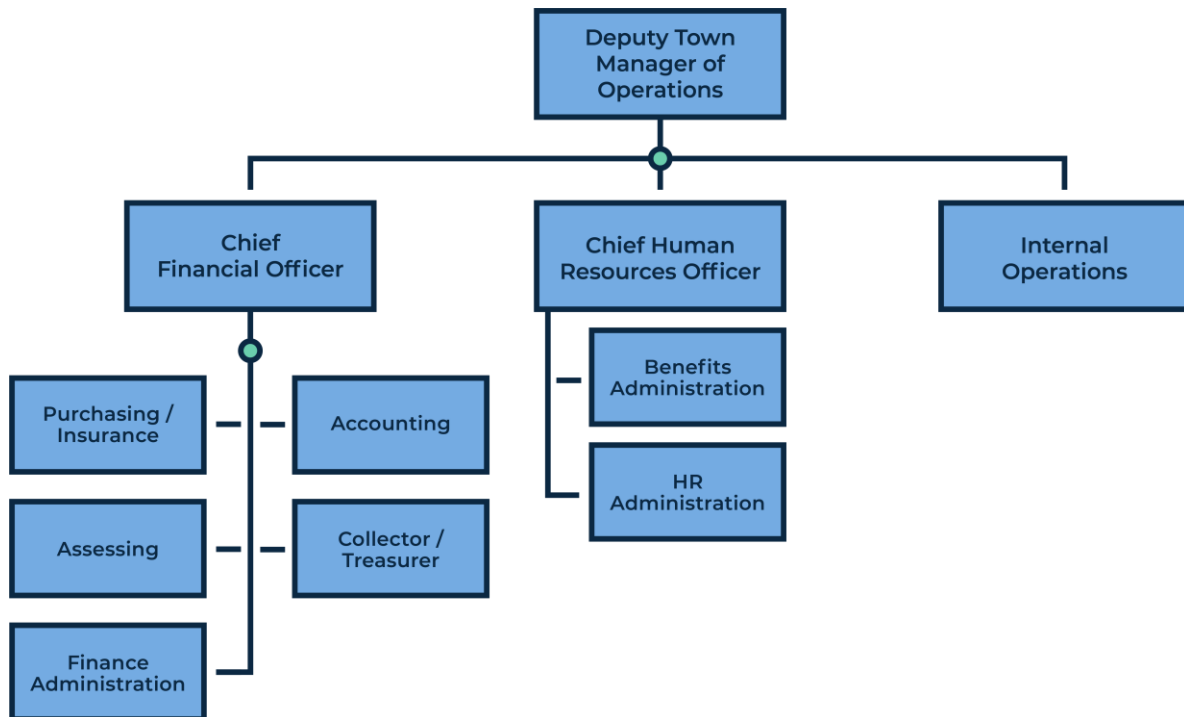 Deputy Town
Manager of
Operations
Chief
Financial Officer
Chief Human
Resources Officer
Internal
Operations
Purchasing /
Insurance
Accounting
Assessing
Collector /
Treasurer
Finance
Administration
Benefits
Administration
HR
Administration